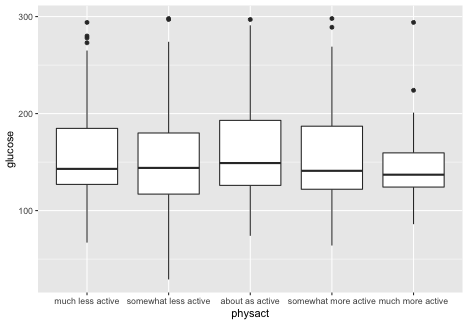 glucose
300
200
100
much less active
somewhat less active
about as active
somewhat more active
much more active
physact